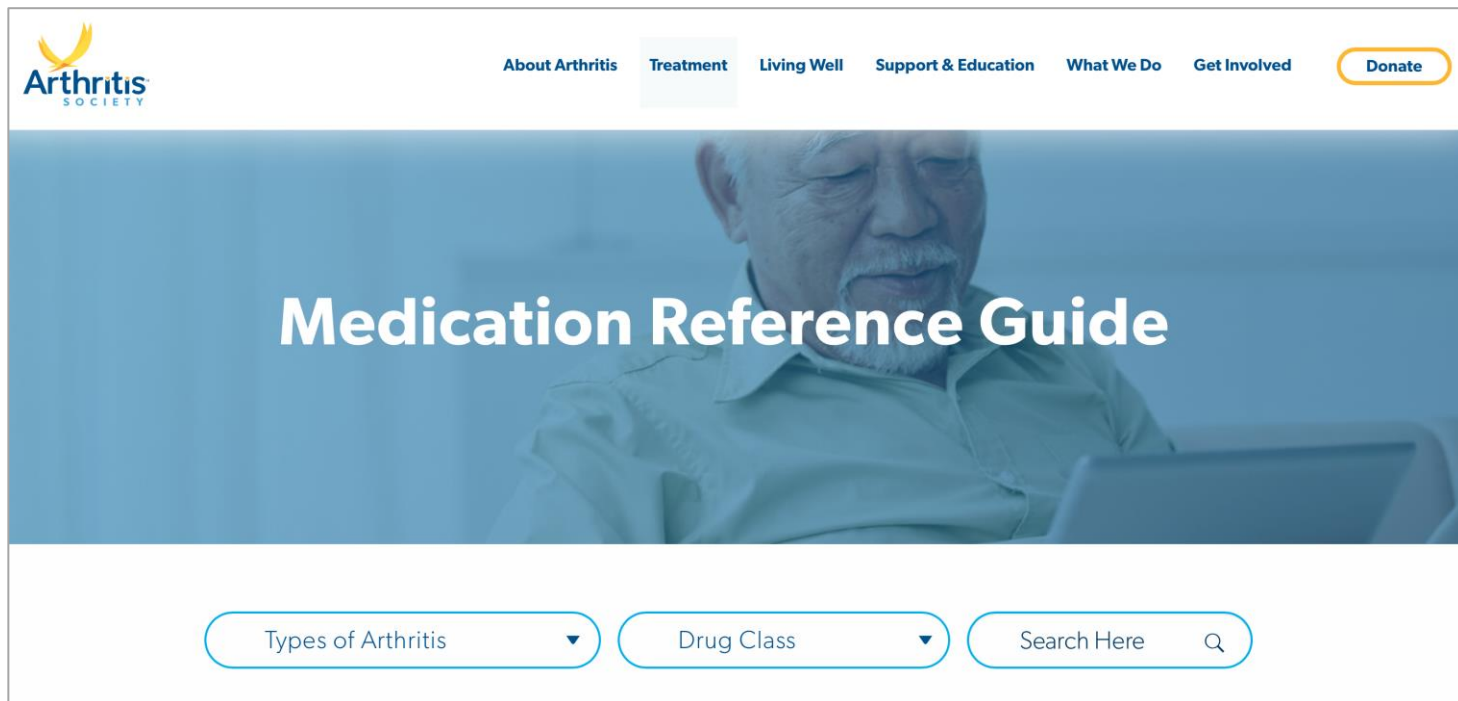 Arthritis
SOCIETY
About Arthritis Treatment Living Well Support & Education What We Do Get Involved Donate
Medication Reference Guide
Types of Arthritis Drug Class Search Here